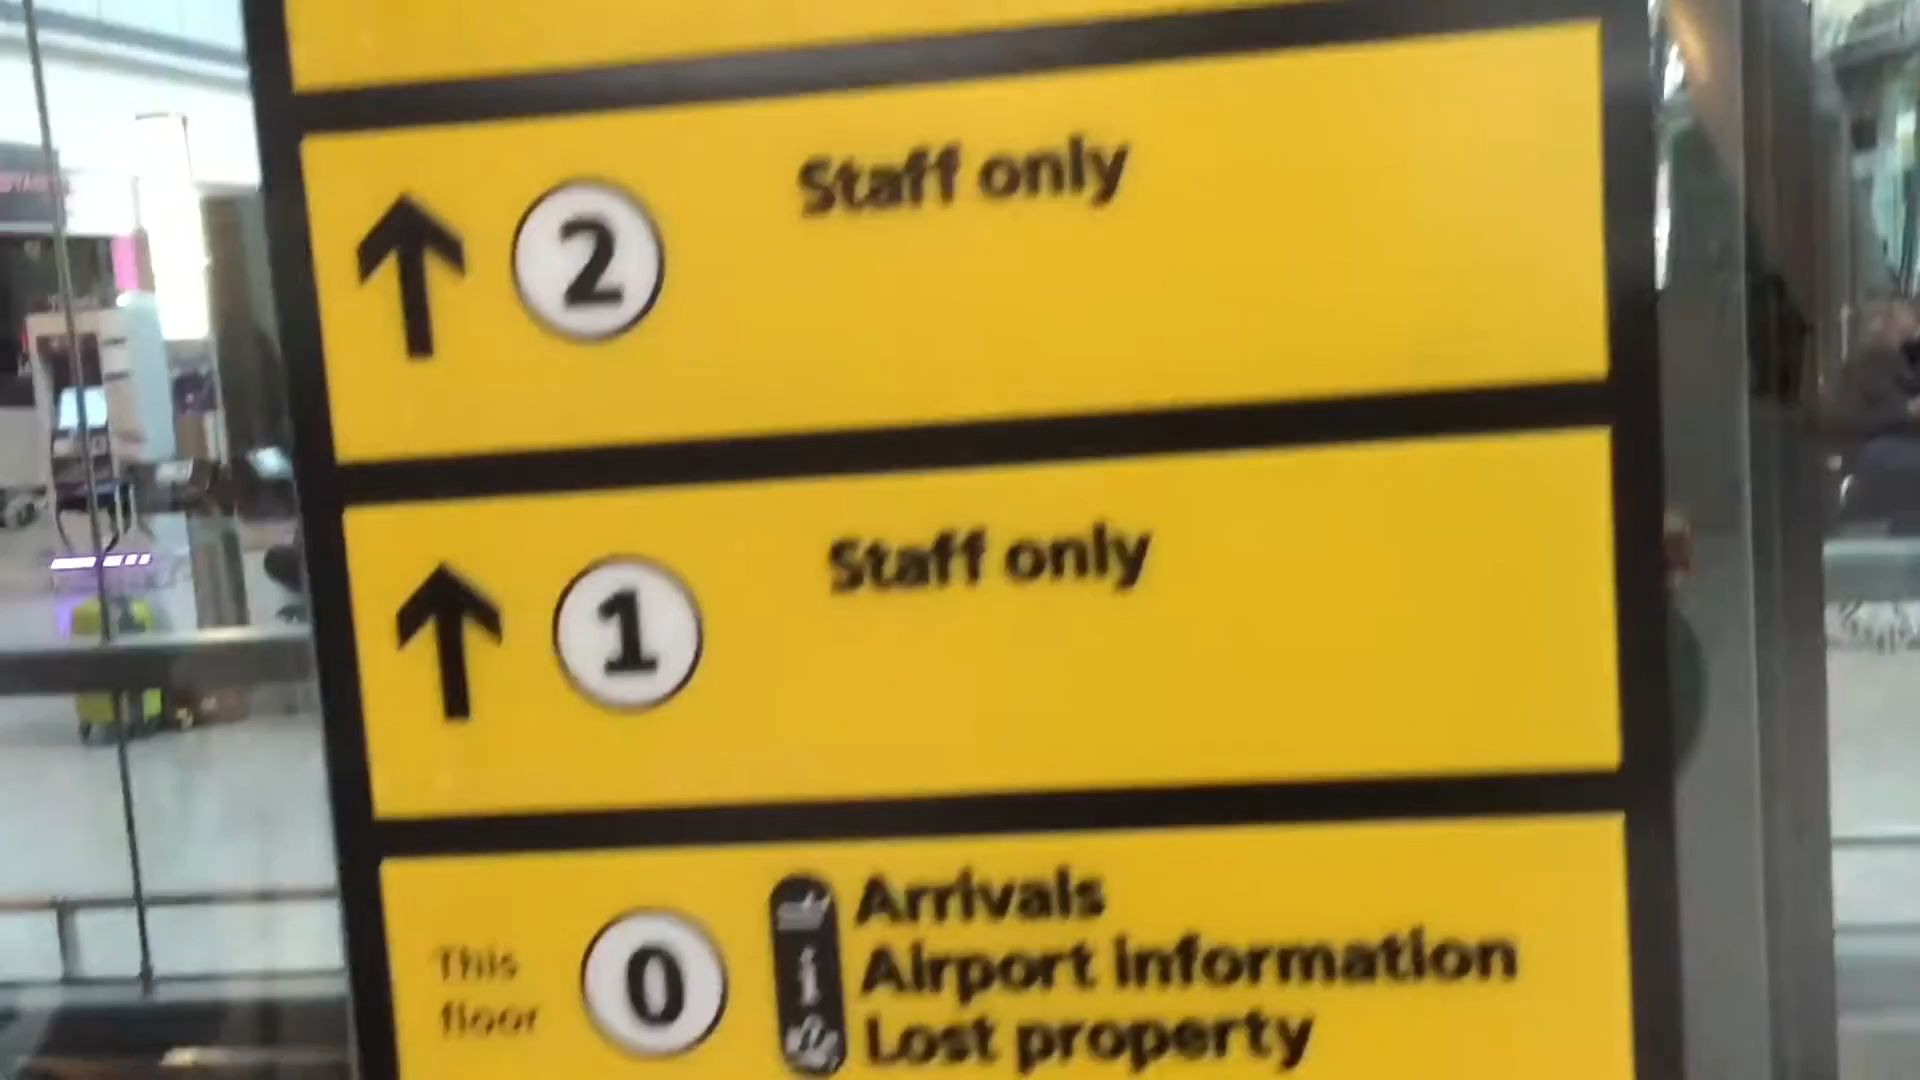 2 Staff only
1 Staff only
This floor
0
Arrivals
Airport information
Lost property